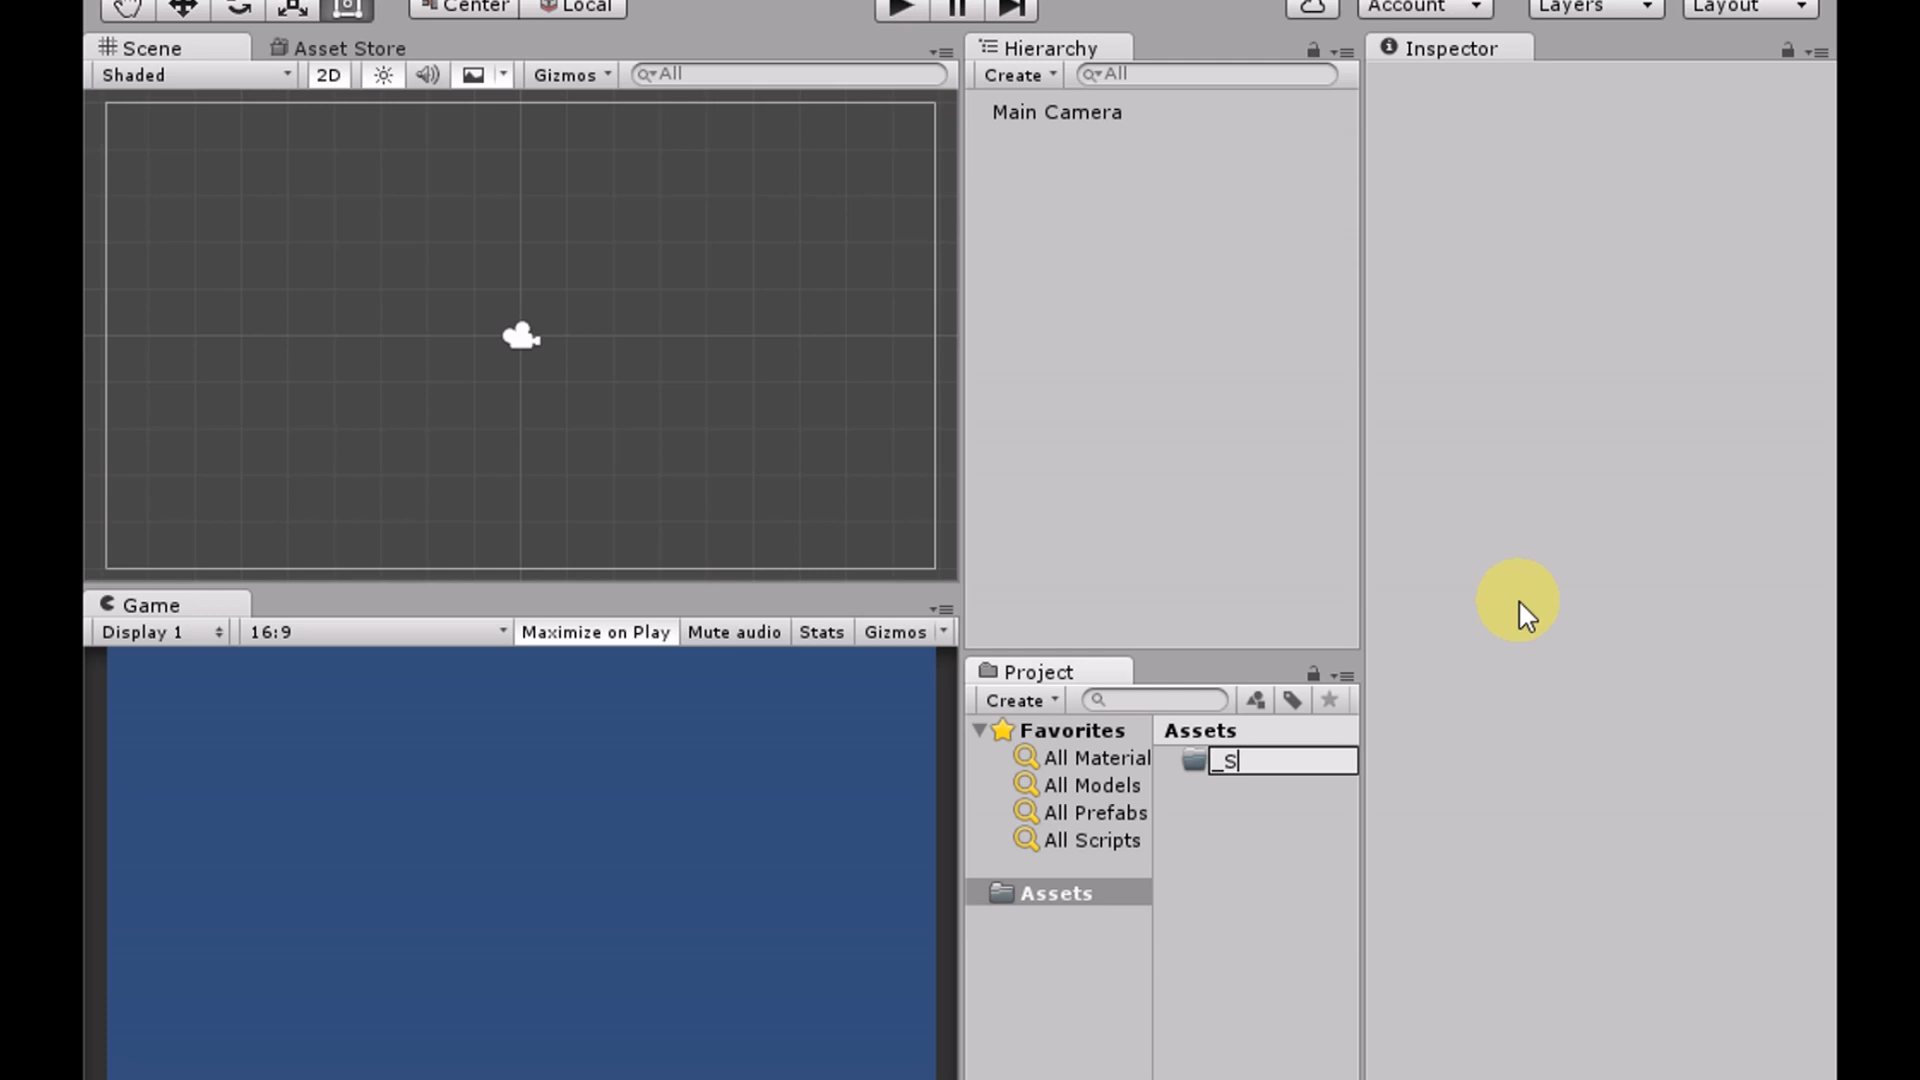 Center Local Account Layers Layout
Scene Asset Store Hierarchy Inspector
Shaded 2D Gizmos All Create All
Main Camera
Game
Display 1 16:9 Maximize on Play Mute audio Stats Gizmos
Project
Create
Favorites Assets
All Material _S
All Models
All Prefabs
All Scripts
Assets